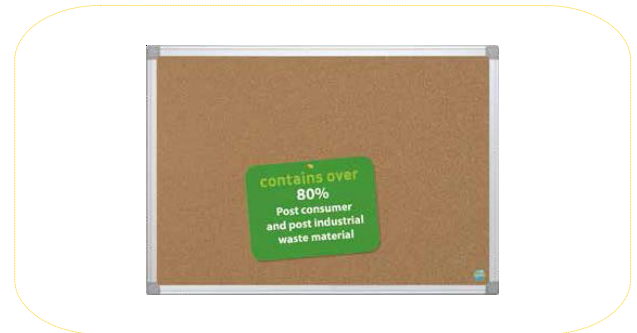 contains over
80%
Post consumer
and post industrial
waste material